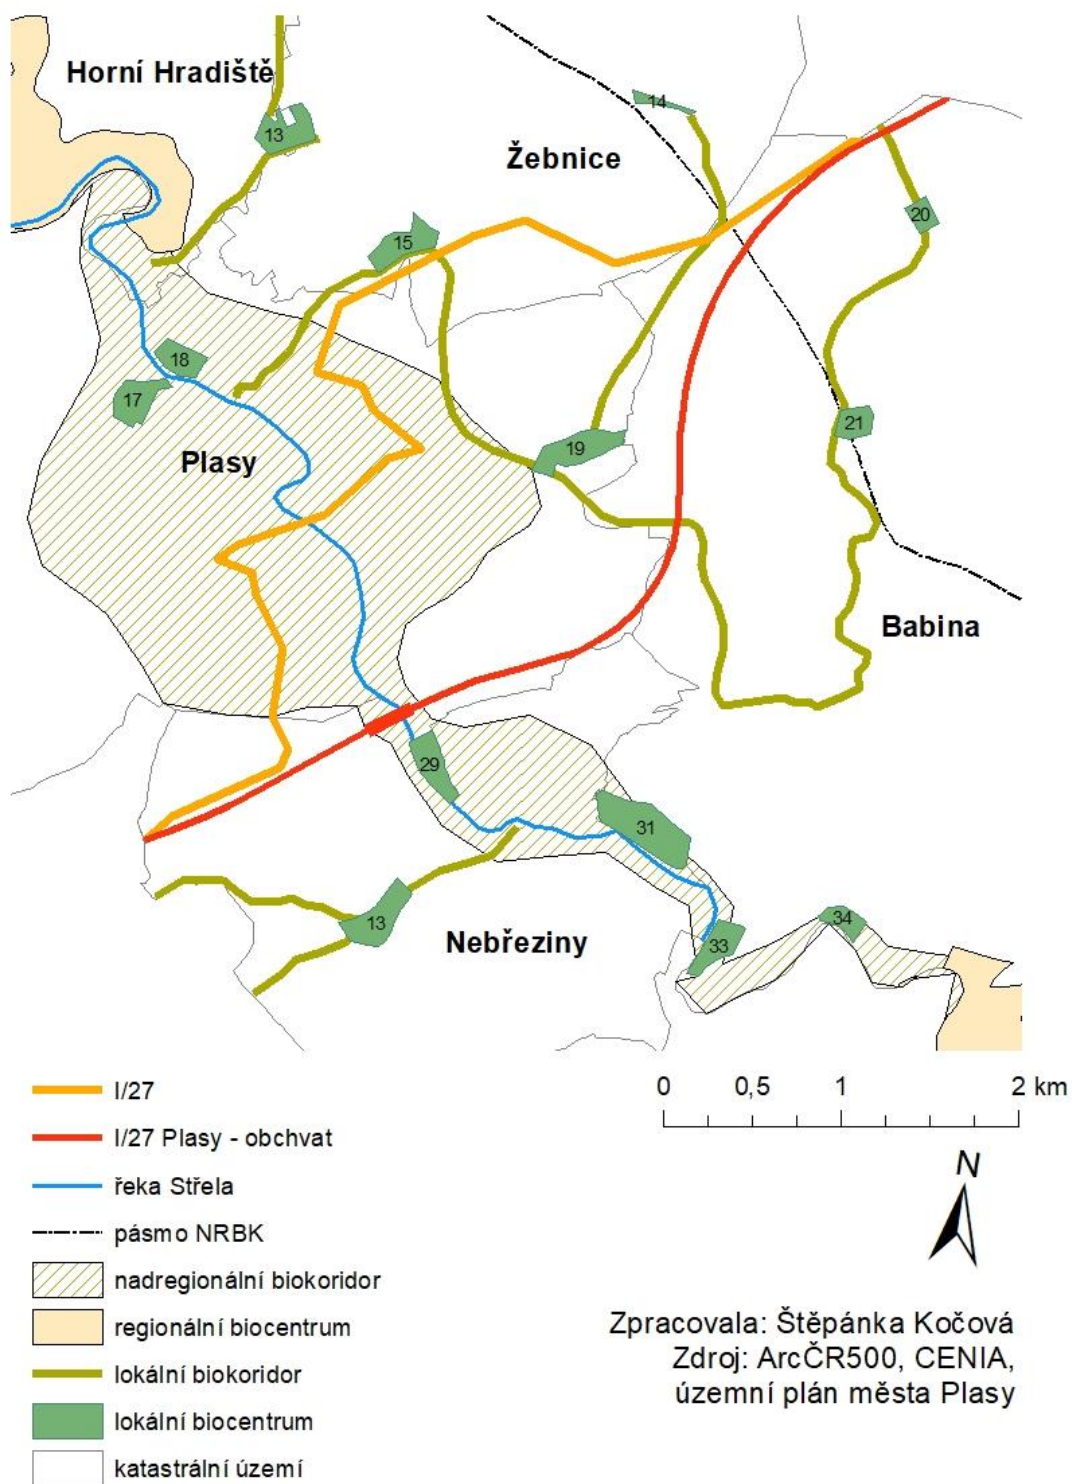 Horní Hradiště
14
13
Žebnice
20
15
18
17
21
19
Plasy
Babina
29
31
13
34
33
Nebřeziny
I/27
I/27 Plasy - obchvat
řeka Střela
pásmo NRBK
nadregionální biokoridor
regionální biocentrum
lokální biokoridor
lokální biocentrum
katastrální území
0 0,5 1 2 km
N
Zpracovala: Štěpánka Kočová
Zdroj: ArcČR500, CENIA,
územní plán města Plasy